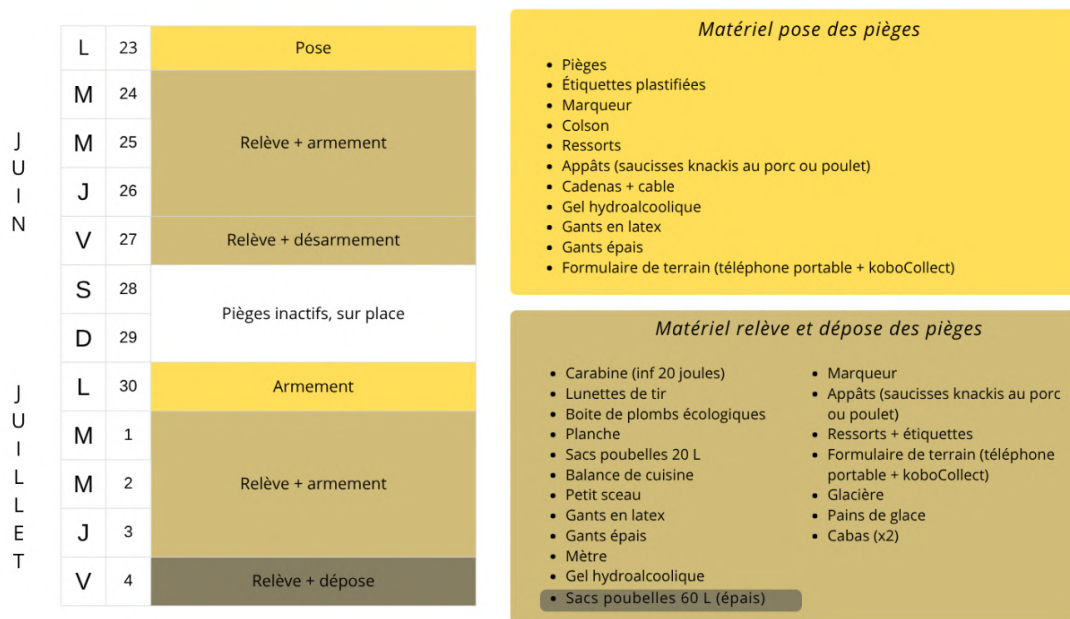 JUIN
L 23 Pose
M 24
M 25 Relève + armement
J 26
V 27 Relève + désarmement
S 28
Pièges inactifs, sur place
D 29
JUILLET
L 30 Armement
M 1
M 2 Relève + armement
J 3
V 4 Relève + dépose
Matériel pose des pièges
• Pièges
• Étiquettes plastifiées
• Marqueur
• Colson
• Ressorts
• Appâts (saucisses knackis au porc ou poulet)
• Cadenas + cable
• Gel hydroalcoolique
• Gants en latex
• Gants épais
• Formulaire de terrain (téléphone portable + koboCollect)
Matériel relève et dépose des pièges
• Carabine (inf 20 joules)
• Lunettes de tir
• Boite de plombs écologiques
• Planche
• Sacs poubelles 20 L
• Balance de cuisine
• Petit sceau
• Gants en latex
• Gants épais
• Mètre
• Gel hydroalcoolique
• Sacs poubelles 60 L (épais)
• Marqueur
• Appâts (saucisses knackis au porc
ou poulet)
• Ressorts + étiquettes
• Formulaire de terrain (téléphone
portable + koboCollect)
• Glacière
• Pains de glace
• Cabas (x2)